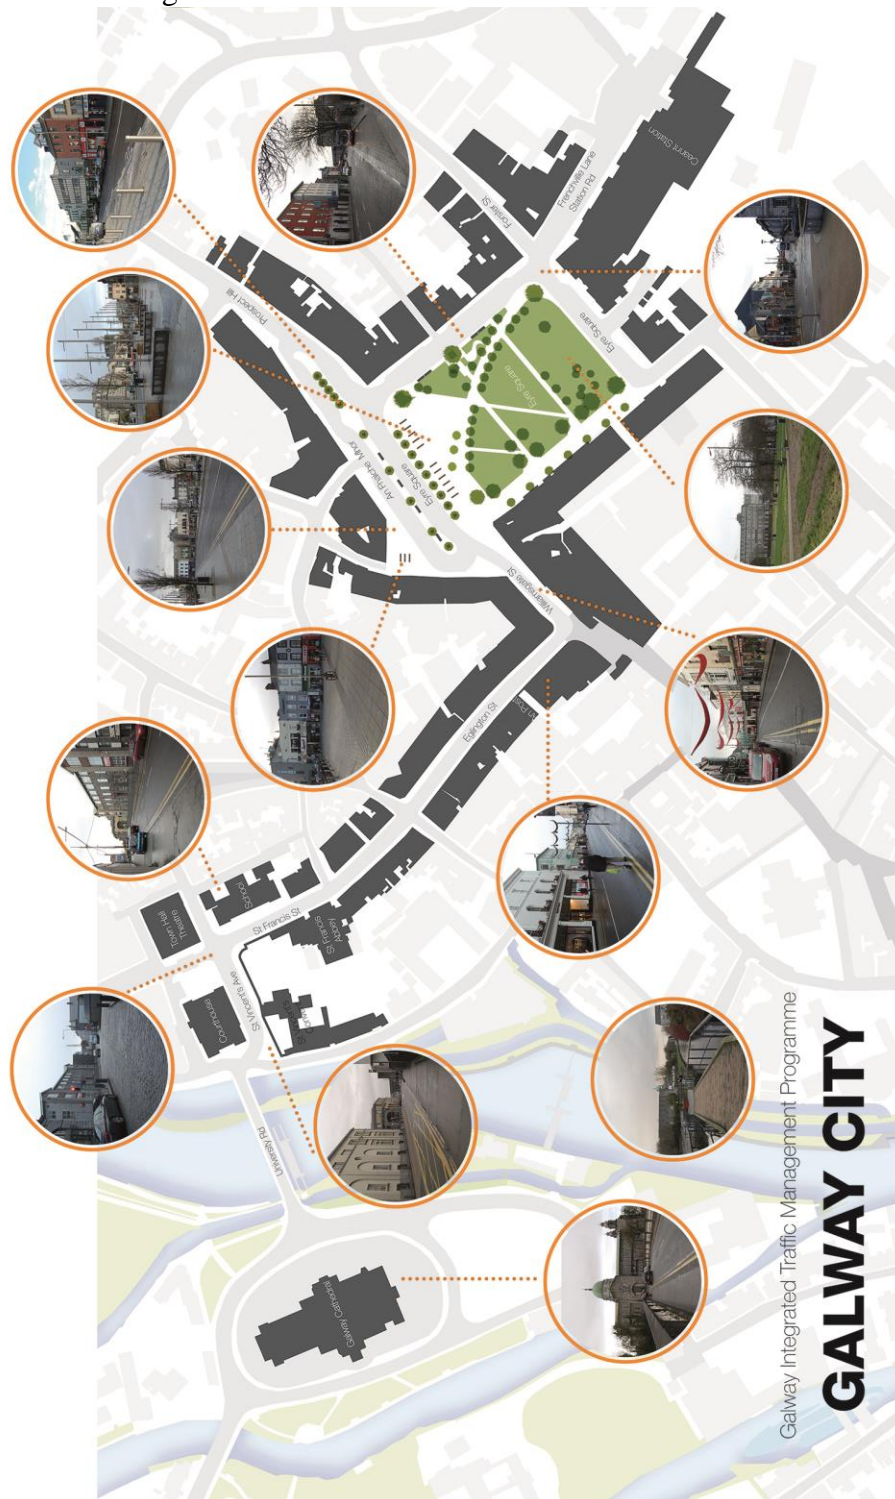 Town Hall
Theatre
School
Courthouse
Prospect Hill
St Vincent's Ave
St Francis St
University Rd
St Francis
Abbey
Galway Cathedral
An Fhaiche Mhór
Eyre Square
Eglington St
Forster St
Eyre Square
Williamsgate St
Frenchville Lane
Station Rd
Eyre Square
Ceannt Station
Galway Integrated Traffic Management Programme
GALWAY CITY